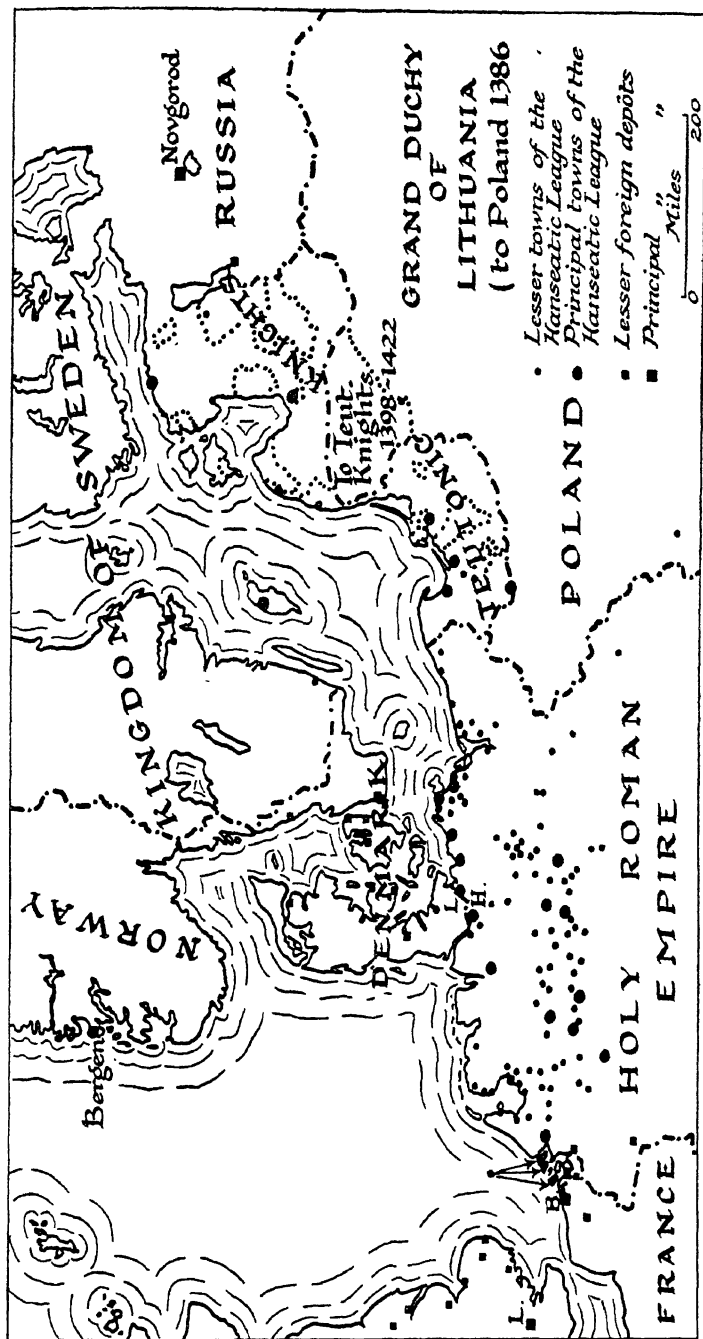 NORWAY
Bergen
KINGDOM OF SWEDEN
Novgorod
RUSSIA
DENMARK
TEUTONIC KNIGHTS
To Teut.
Knights
1398-1422
GRAND DUCHY
OF
LITHUANIA
(to Poland 1386
L.
H.
L.
B.
POLAND
HOLY ROMAN
EMPIRE
FRANCE
Lesser towns of the
Hanseatic League
Principal towns of the
Hanseatic League
Lesser foreign depôts
Principal " "
Miles
0 200